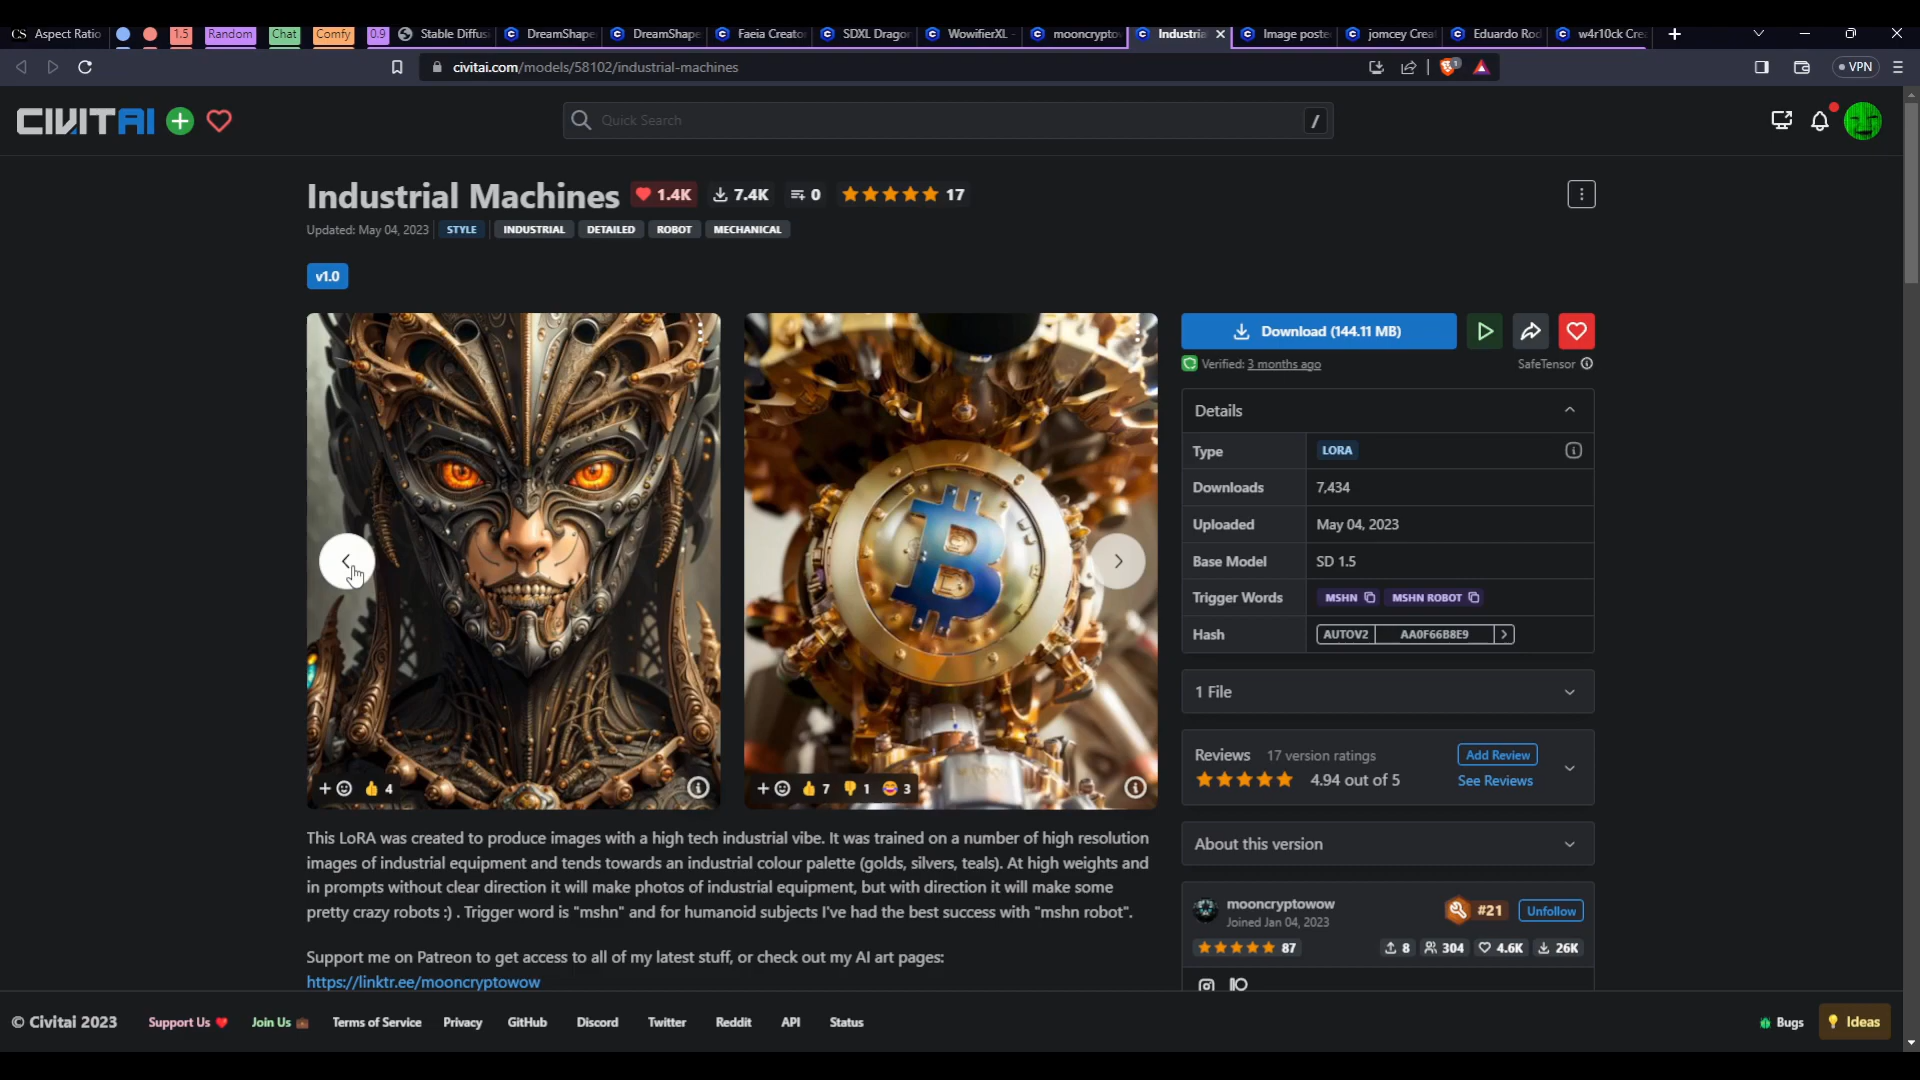 CS Aspect Ratio 1.5 Random Chat Comfy 0.9 Stable Diffus DreamShape DreamShape Faeia Creato SDXL Drago WowifierXL - mooncrypto Industria Image poste jomcey Crea Eduardo Rod w4r10ck Cre
civitai.com/models/58102/industrial-machines VPN
CIVITAI Quick Search /
Industrial Machines 1.4K 7.4K 0 17
Updated: May 04, 2023 STYLE INDUSTRIAL DETAILED ROBOT MECHANICAL
v1.0
Download (144.11 MB)
Verified: 3 months ago SafeTensor
Details
Type LORA
Downloads 7,434
Uploaded May 04, 2023
Base Model SD 1.5
Trigger Words MSHN MSHN ROBOT
Hash AUTOV2 AA0F66B8E9
1 File
Reviews 17 version ratings Add Review
4.94 out of 5 See Reviews
4 7 1 3
About this version
This LoRA was created to produce images with a high tech industrial vibe. It was trained on a number of high resolution
images of industrial equipment and tends towards an industrial colour palette (golds, silvers, teals). At high weights and
in prompts without clear direction it will make photos of industrial equipment, but with direction it will make some
pretty crazy robots :) . Trigger word is "mshn" and for humanoid subjects I've had the best success with "mshn robot".
Support me on Patreon to get access to all of my latest stuff, or check out my AI art pages:
https://linktr.ee/mooncryptowow
mooncryptowow #21 Unfollow
Joined Jan 04, 2023
87 8 304 4.6K 26K
© Civitai 2023 Support Us Join Us Terms of Service Privacy GitHub Discord Twitter Reddit API Status Bugs Ideas